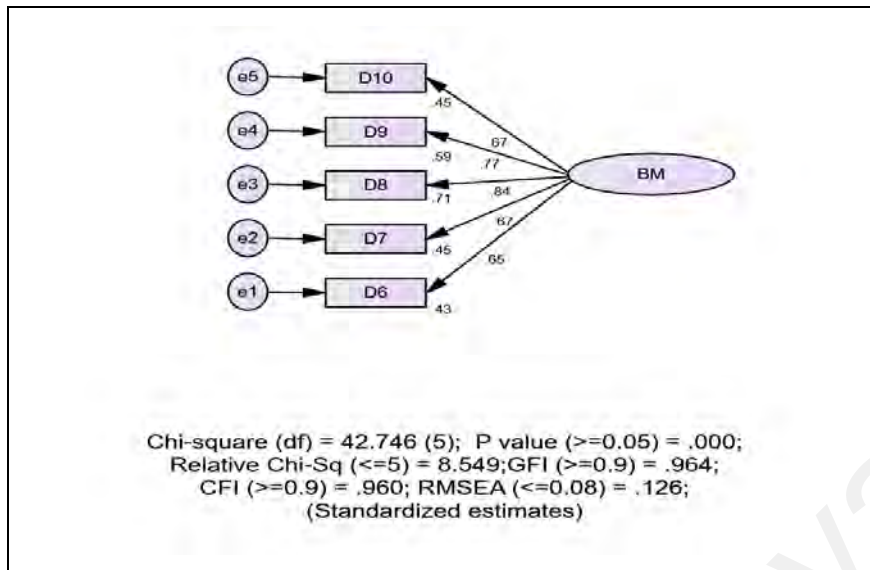 e5 D10
.45
67
e4 D9
.59
.77
BM
e3 D8
.71
.84
e2 D7
.45
67
65
e1 D6
.43
Chi-square (df) = 42.746 (5); P value (>=0.05) = .000;
Relative Chi-Sq (<=5) = 8.549;GFI (>=0.9) = .964;
CFI (>=0.9) = .960; RMSEA (<=0.08) = .126;
(Standardized estimates)